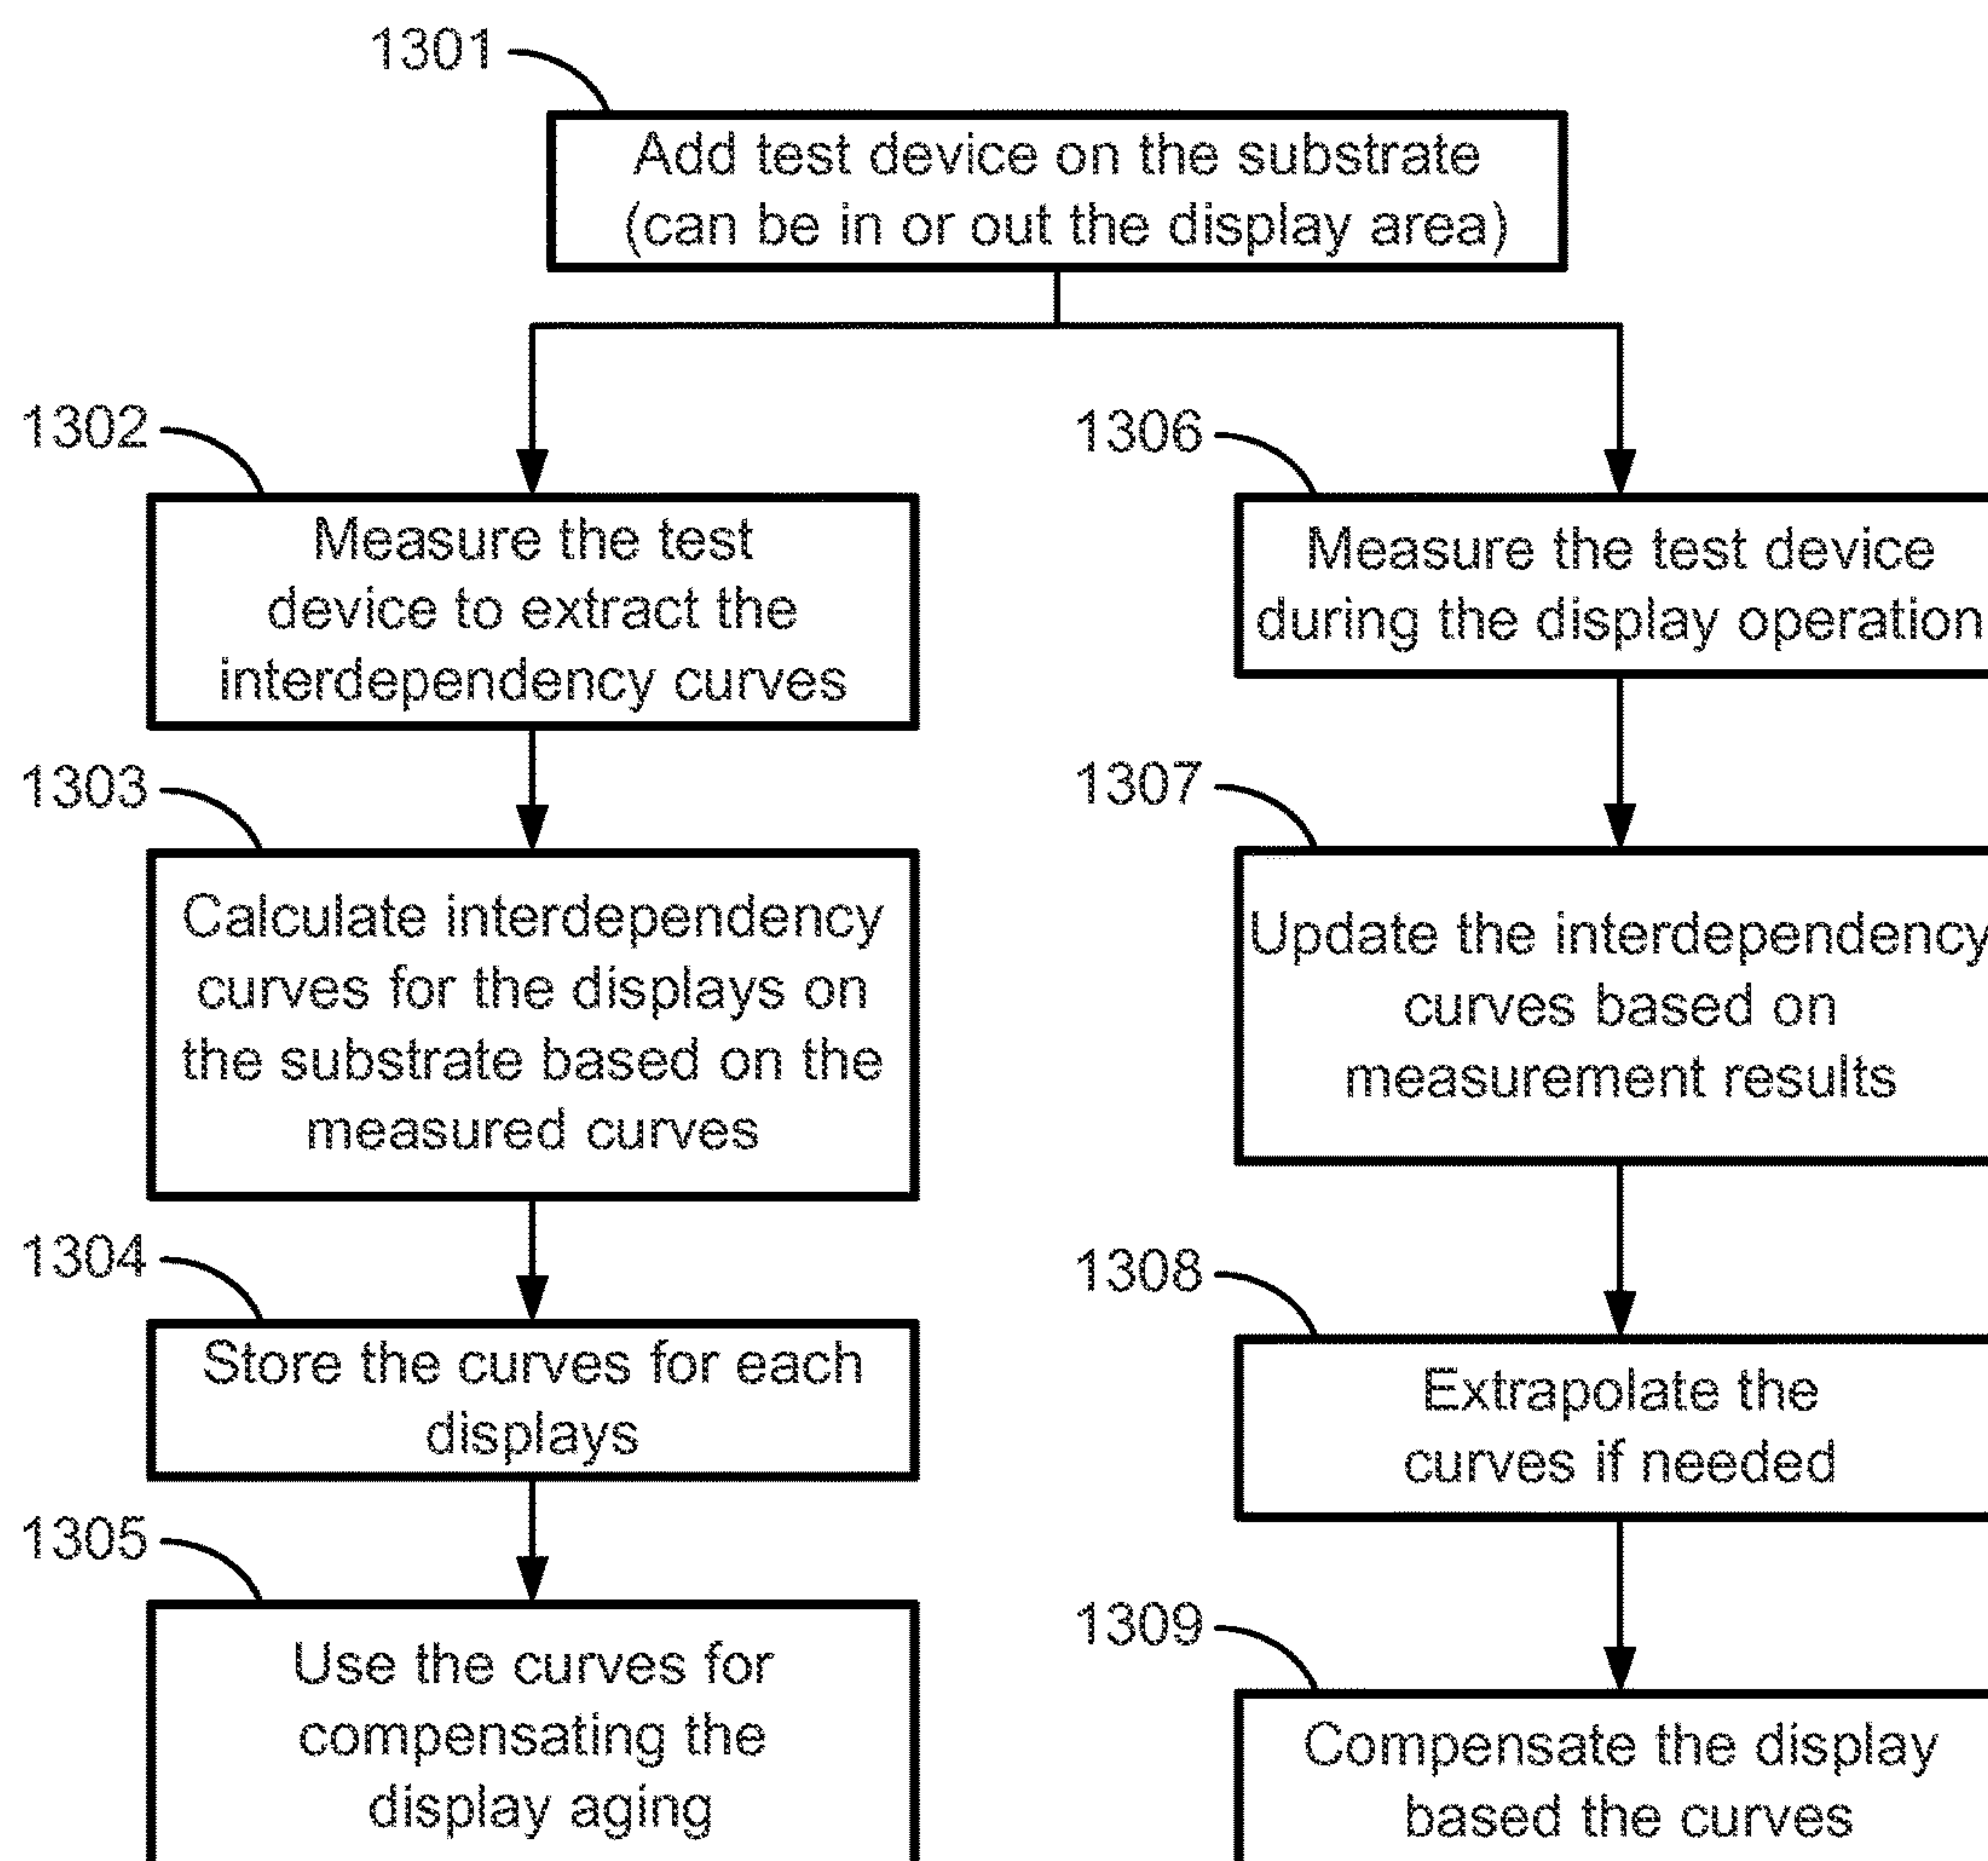 1301
Add test device on the substrate
(can be in or out the display area)
1302
Measure the test
device to extract the
interdependency curves
1303
Calculate interdependency
curves for the displays on
the substrate based on the
measured curves
1304
Store the curves for each
displays
1305
Use the curves for
compensating the
display aging
1306
Measure the test device
during the display operation
1307
Update the interdependency
curves based on
measurement results
1308
Extrapolate the
curves if needed
1309
Compensate the display
based the curves